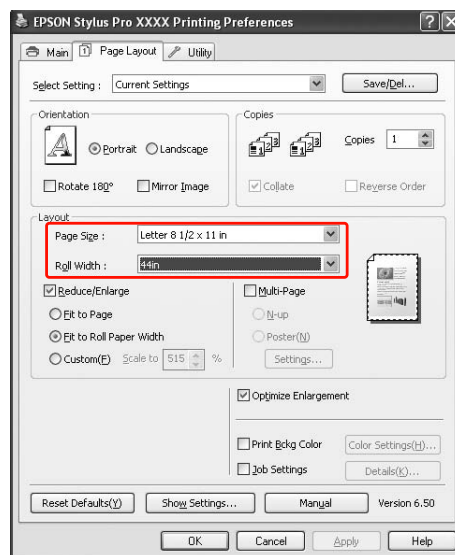 EPSON Stylus Pro XXXX Printing Preferences
Main Page Layout Utility
Select Setting : Current Settings Save/Del...
Orientation
Portrait Landscape
Rotate 180° Mirror Image
Copies
Copies 1
Collate Reverse Order
Layout
Page Size : Letter 8 1/2 x 11 in
Roll Width : 44in
Reduce/Enlarge
Fit to Page
Fit to Roll Paper Width
Custom(F) Scale to 515 %
Multi-Page
N-up
Poster(N)
Settings...
Optimize Enlargement
Print Bckg Color Color Settings(H)...
Job Settings Details(K)...
Reset Defaults(Y) Show Settings... Manual Version 6.50
OK Cancel Apply Help